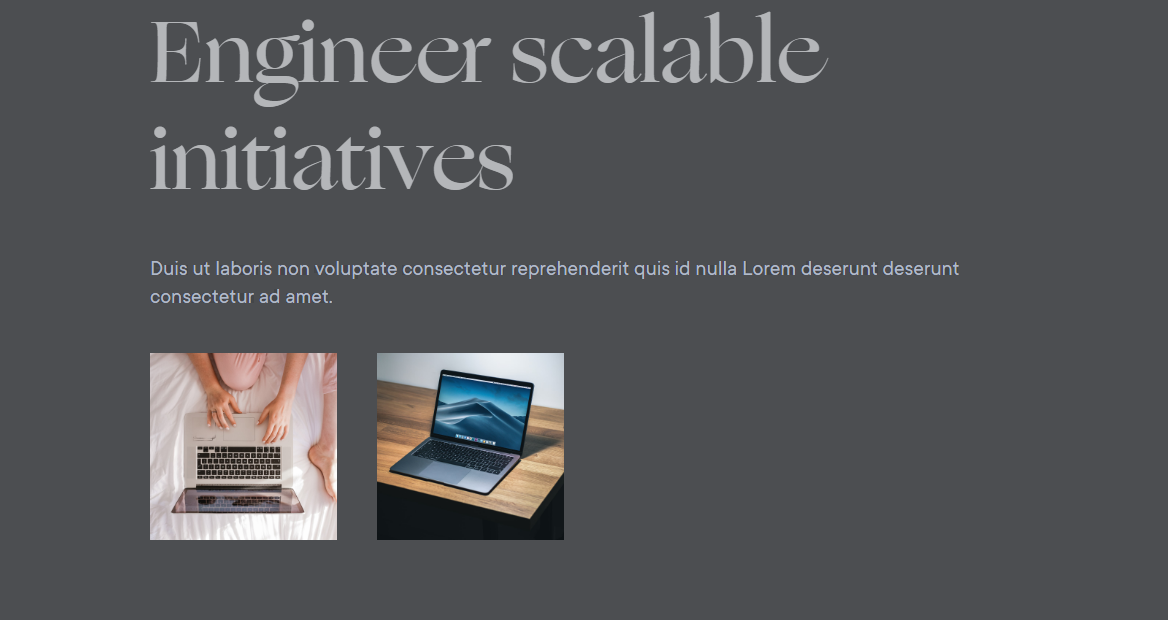 Engineer scalable
initiatives
Duis ut laboris non voluptate consectetur reprehenderit quis id nulla Lorem deserunt deserunt
consectetur ad amet.